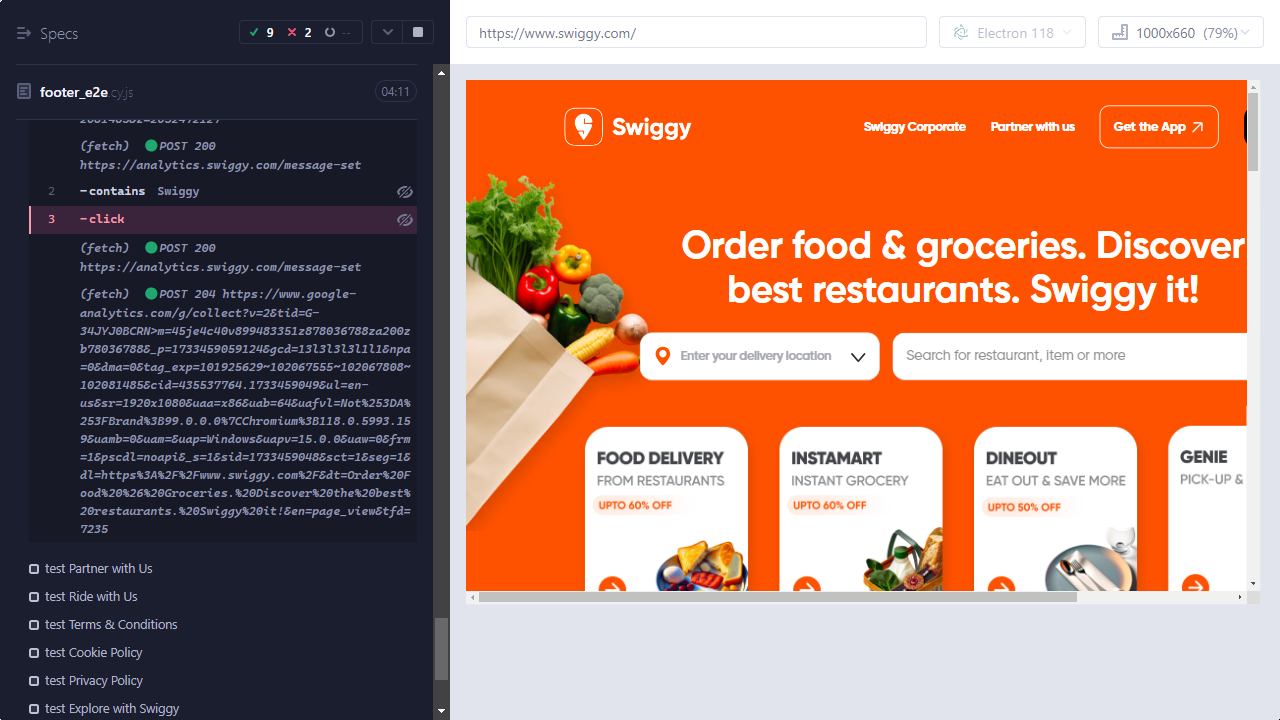 Specs
9
2
--
footer_e2e.cy.js
04:11
(fetch) POST 200
https://analytics.swiggy.com/message-set
2
-contains Swiggy
3
-click
(fetch) POST 200
https://analytics.swiggy.com/message-set
(fetch) POST 204 https://www.google-
analytics.com/g/collect?v=2&tid=G-
34JYJ0BCRN>m=45je4c40v899483351z878036788za200z
b78036788&_p=1733459059124&gcd=13l3l3l3l1l1&npa
=0&dma=0&tag_exp=101925629~102067555~102067808~
102081485&cid=435537764.1733459049&ul=en-
us&sr=1920x1080&uaa=x86&uab=64&uafvl=Not%253DA%
253FBrand%3B99.0.0.0%7CChromium%3B118.0.5993.15
9&uamb=0&uam=&uap=Windows&uapv=15.0.0&uaw=0&frm
=1&pscdl=noapi&_s=1&sid=1733459048&sct=1&seg=1&
dl=https%3A%2F%2Fwww.swiggy.com%2F&dt=Order%20F
ood%20%26%20Groceries.%20Discover%20the%20best%
20restaurants.%20Swiggy%20it!&en=page_view&tfd=
7235
test Partner with Us
test Ride with Us
test Terms & Conditions
test Cookie Policy
test Privacy Policy
test Explore with Swiggy
https://www.swiggy.com/
Electron 118
1000x660 (79%)
Swiggy
Swiggy Corporate
Partner with us
Get the App
Order food & groceries. Discover
best restaurants. Swiggy it!
Enter your delivery location
Search for restaurant, item or more
FOOD DELIVERY
FROM RESTAURANTS
UPTO 60% OFF
INSTAMART
INSTANT GROCERY
UPTO 60% OFF
DINEOUT
EAT OUT & SAVE MORE
UPTO 50% OFF
GENIE
PICK-UP &